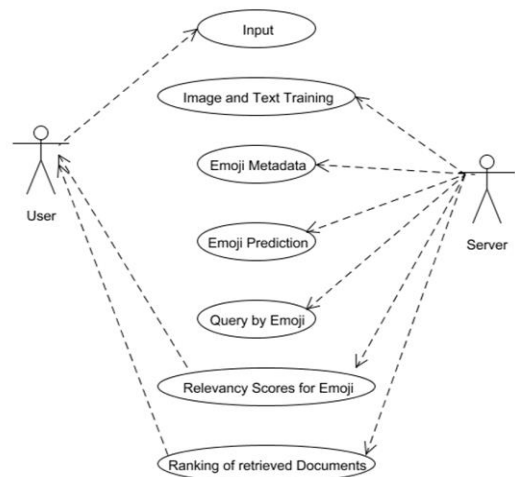 Input
Image and Text Training
Emoji Metadata
User
Server
Emoji Prediction
Query by Emoji
Relevancy Scores for Emoji
Ranking of retrieved Documents